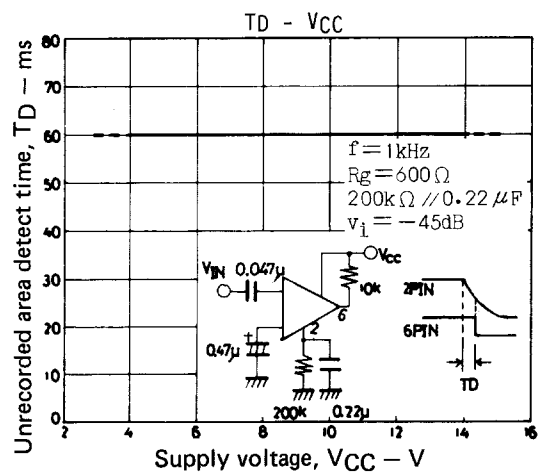 TD - VCC
Unrecorded area detect time, TD — ms
80
70
60
50
40
30
20
10
0
f=1kHz
Rg=600Ω
200kΩ//0.22μF
vi=-45dB
VIN
0.047μ
VCC
10k
6
2
+
0.47μ
200k
0.22μ
2PIN
6PIN
TD
2
4
6
8
10
12
14
16
Supply voltage, VCC — V